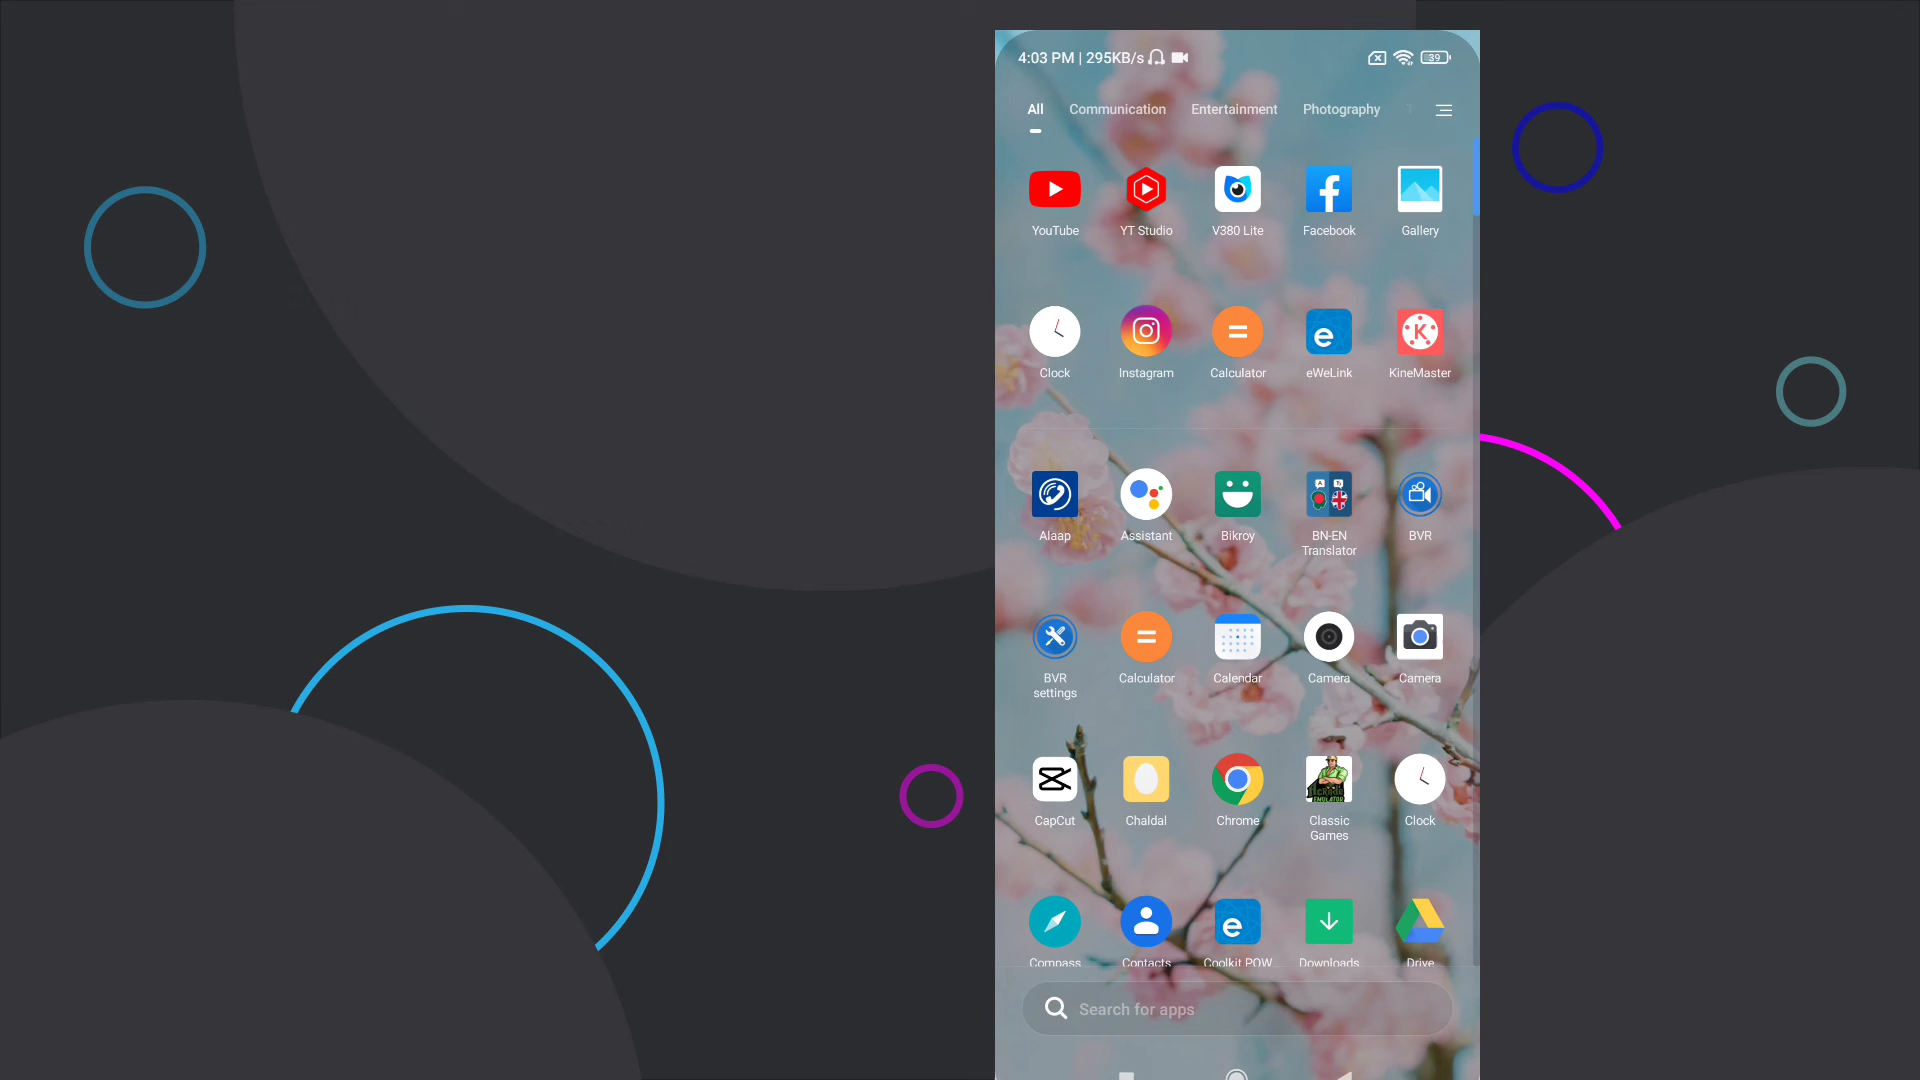 4:03 PM | 295KB/s
39
All Communication Entertainment Photography
YouTube YT Studio V380 Lite Facebook Gallery
Clock Instagram Calculator eWeLink KineMaster
Alaap Assistant Bikroy BN-EN Translator BVR
BVR settings Calculator Calendar Camera Camera
CapCut Chaldal Chrome Classic Games Clock
Compass Contacts Coolkit POW Downloads Drive
Search for apps